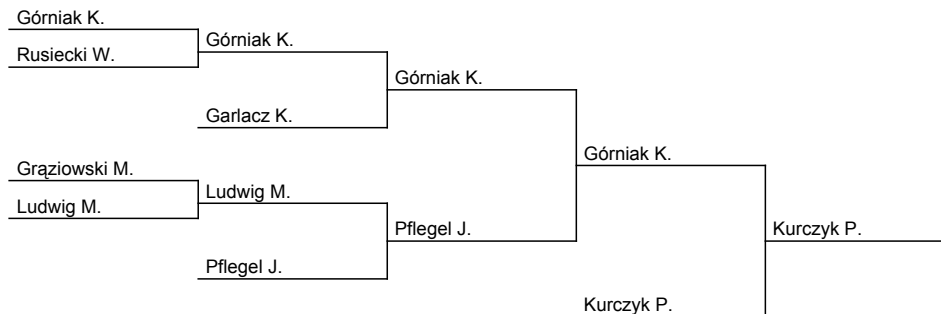 Górniak K.
Rusiecki W.
Górniak K.
Górniak K.
Garlacz K.
Górniak K.
Grąziowski M.
Ludwig M.
Ludwig M.
Pflegel J.
Kurczyk P.
Pflegel J.
Kurczyk P.